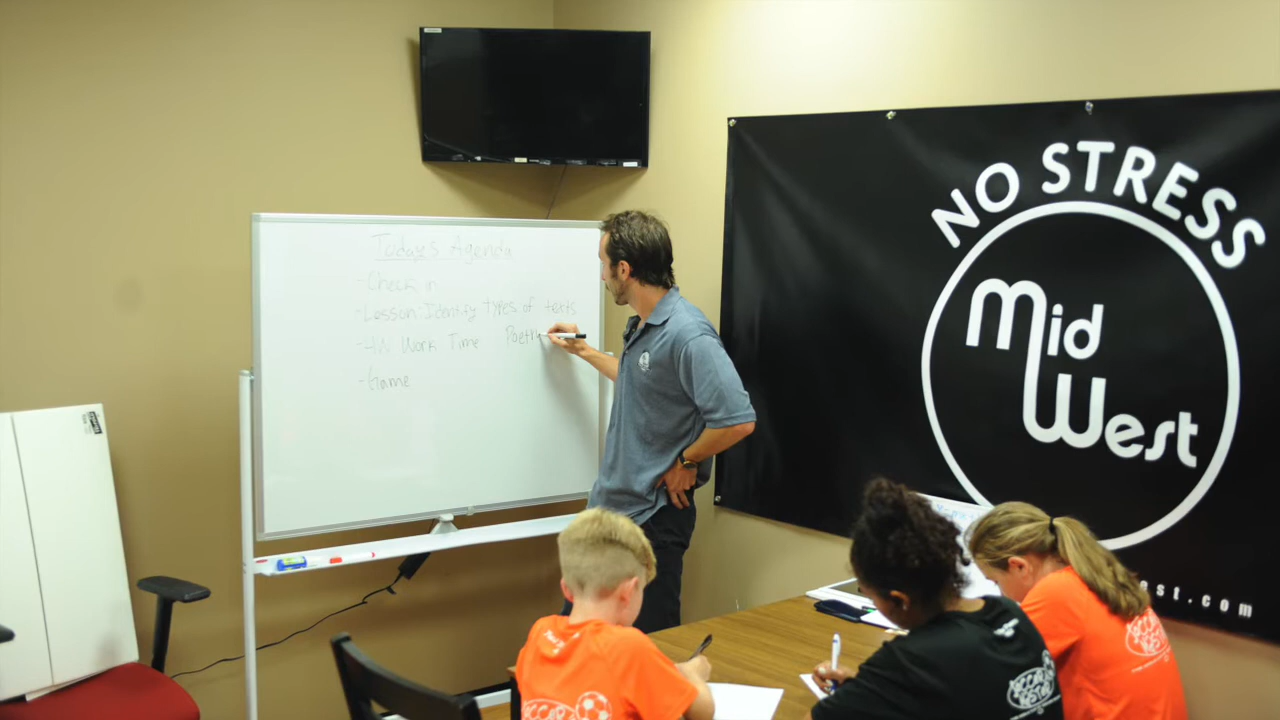 Today's Agenda
-Check in
-Lesson: Identify types of texts
Poetry
-HW Work Time
-Game
NO STRESS
Mid
West
est.com